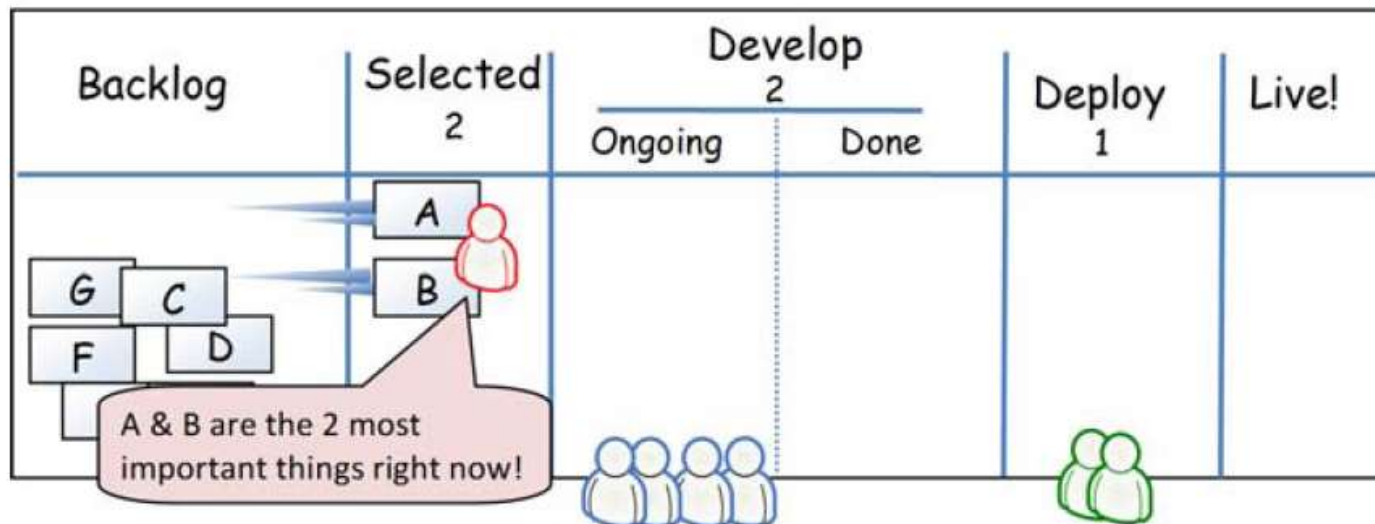 Backlog
Selected
2
Develop
2
Ongoing
Done
Deploy
1
Live!
A
B
G
C
D
F
A & B are the 2 most
important things right now!